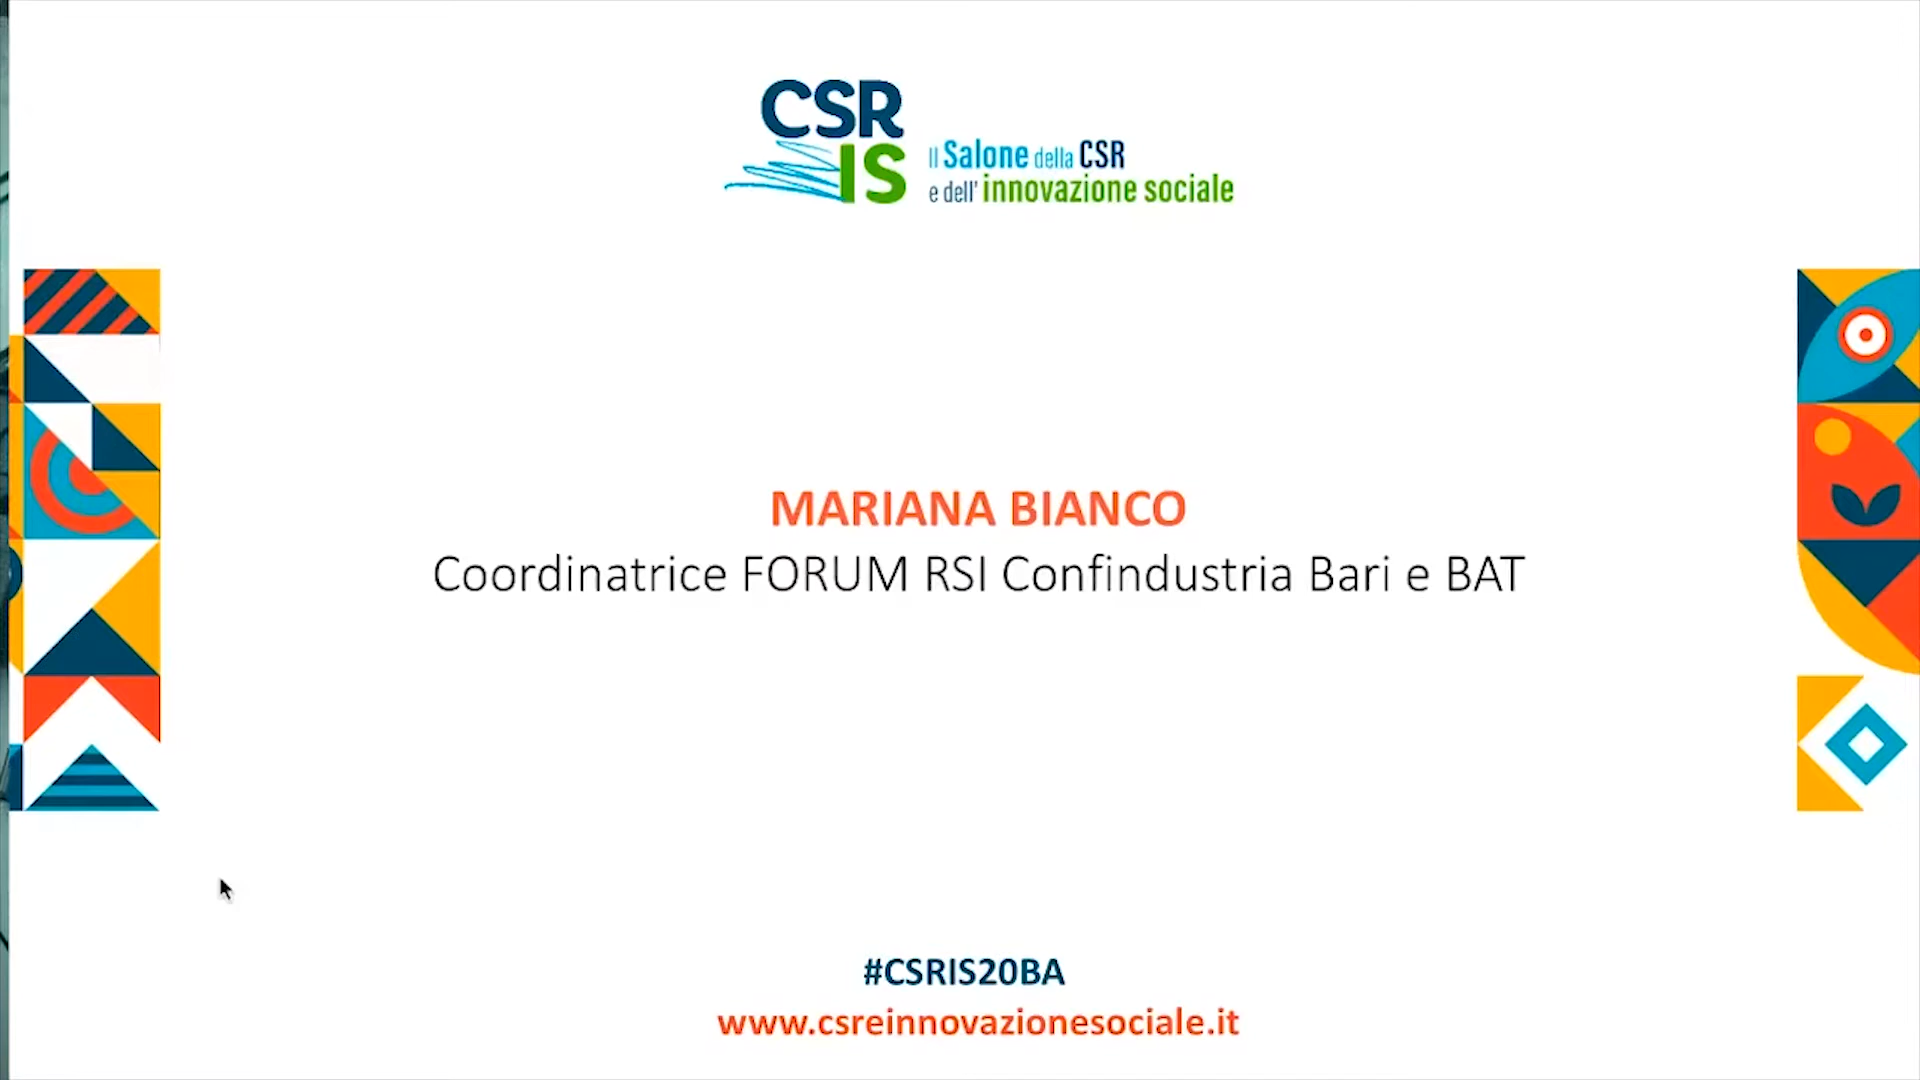 CSR
IS
Il Salone della CSR
e dell' innovazione sociale
MARIANA BIANCO
Coordinatrice FORUM RSI Confindustria Bari e BAT
#CSRIS20BA
www.csreinnovazionesociale.it